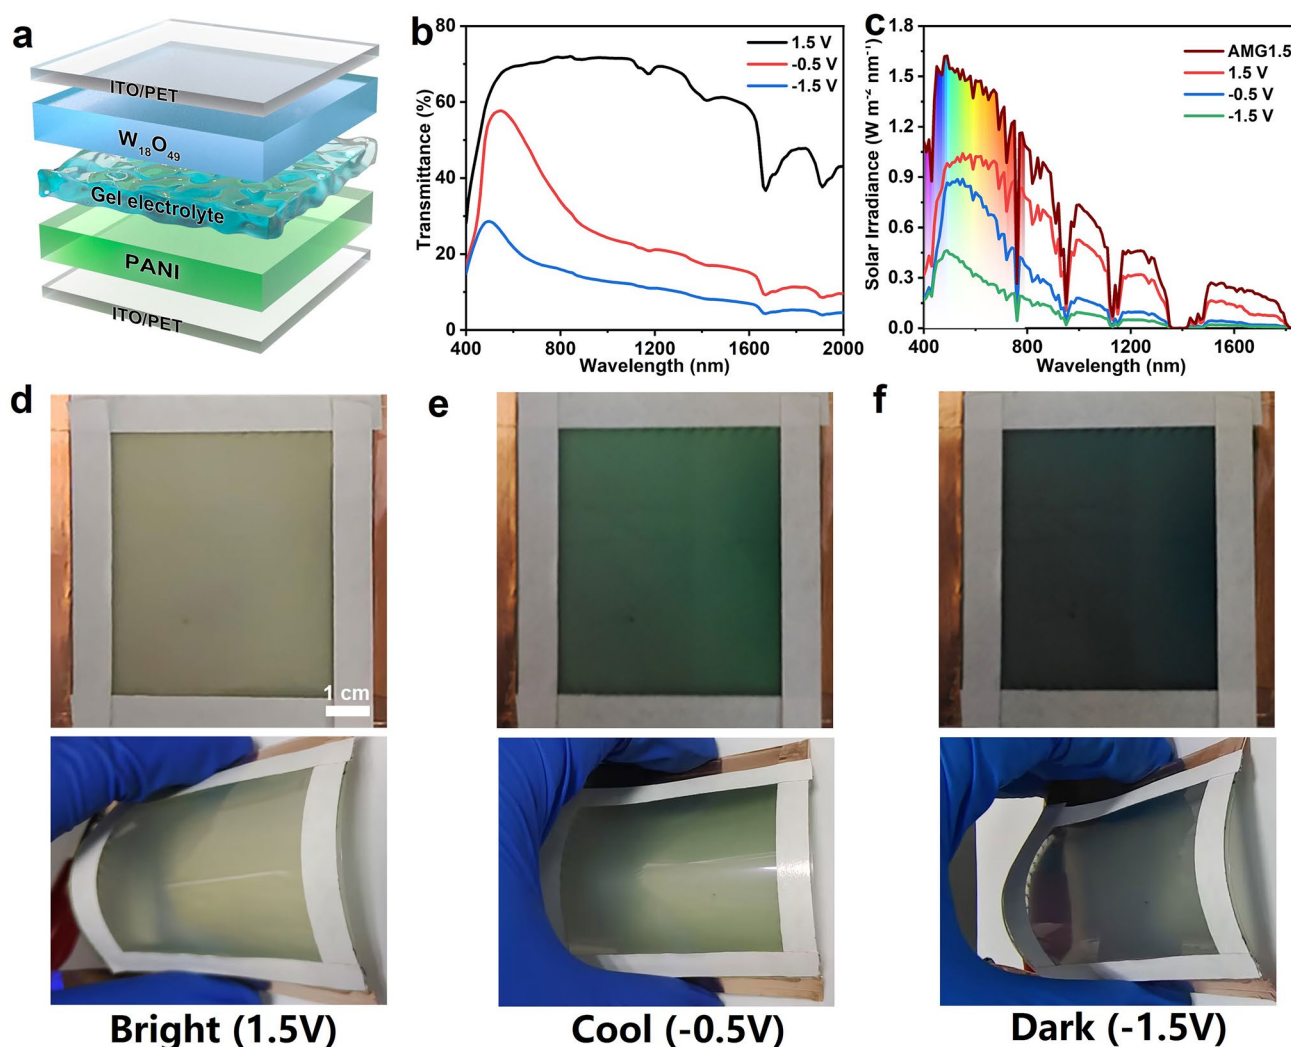 a
ITO/PET
W₁₈O₄₉
Gel electrolyte
PANI
ITO/PET
b
80
60
40
20
0
Transmittance (%)
1.5 V
-0.5 V
-1.5 V
400
800
1200
1600
2000
Wavelength (nm)
c
1.5
1.2
0.9
0.6
0.3
0.0
Solar Irradiance (W m⁻² nm⁻¹)
AMG1.5
1.5 V
-0.5 V
-1.5 V
400
800
1200
1600
Wavelength (nm)
d
1 cm
e
f
Bright (1.5V)
Cool (-0.5V)
Dark (-1.5V)